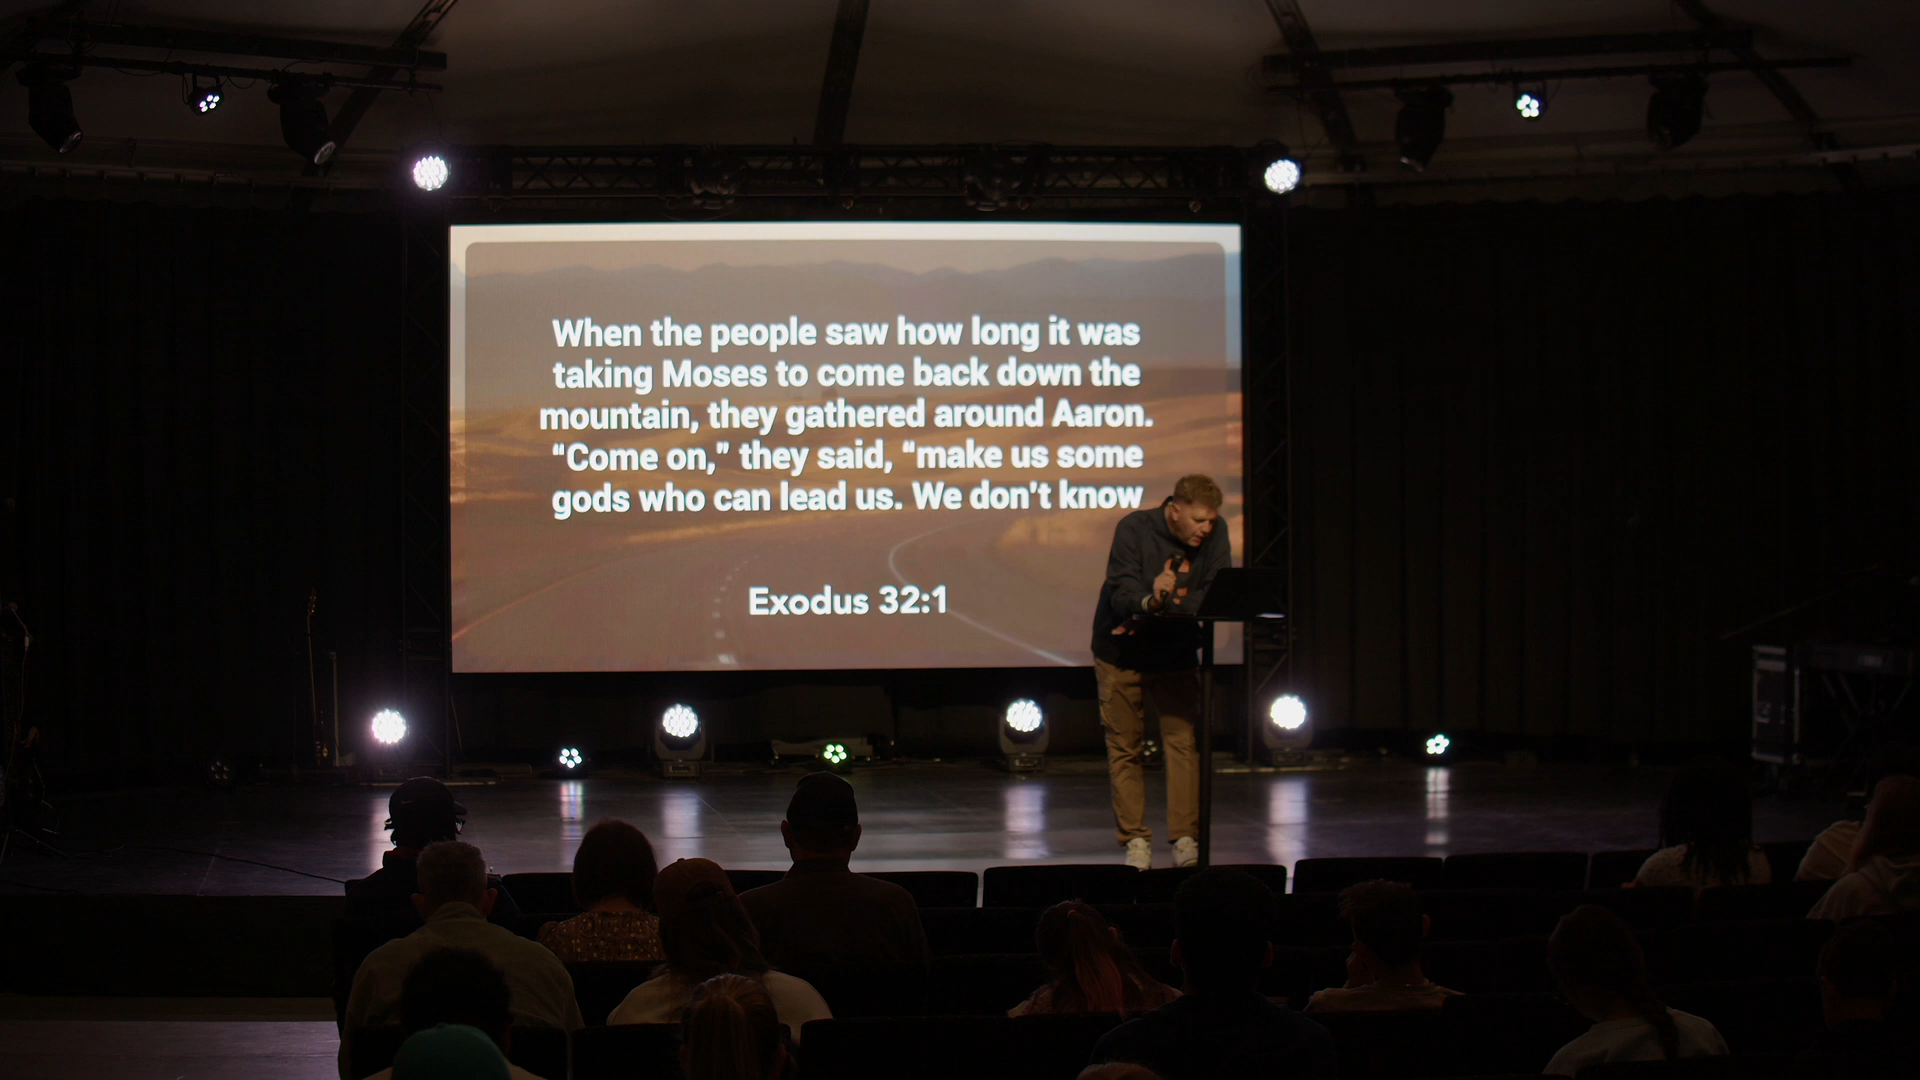 When the people saw how long it was
taking Moses to come back down the
mountain, they gathered around Aaron.
“Come on,” they said, “make us some
gods who can lead us. We don’t know
Exodus 32:1